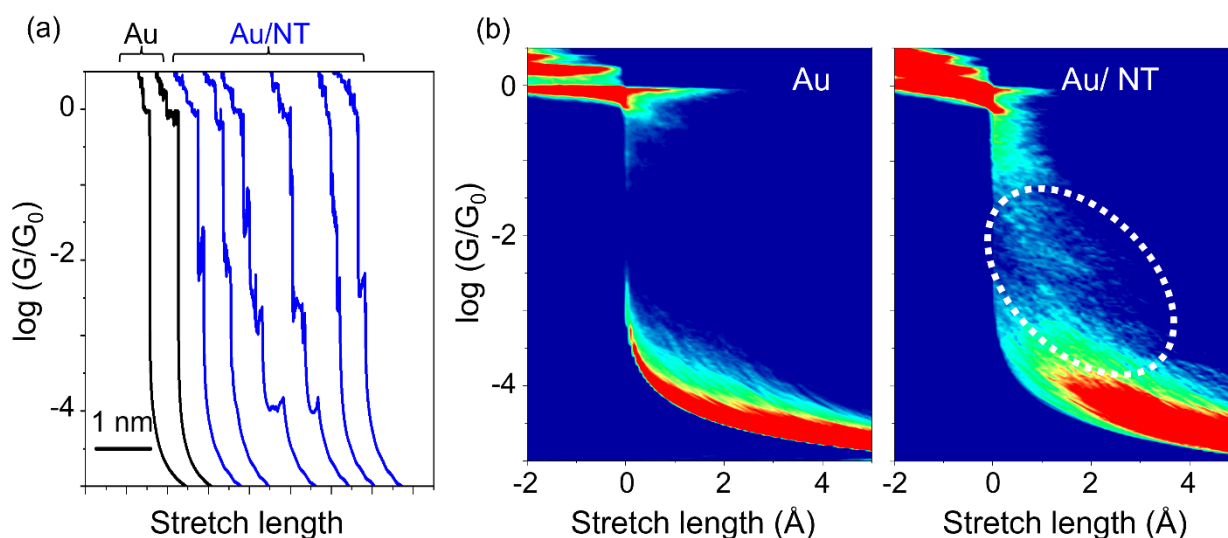 (a)
Au
Au/NT
0
-2
-4
log (G/G₀)
1 nm
Stretch length
(b)
Au
0
-2
-4
log (G/G₀)
-2 0 2 4
Stretch length (Å)
Au/ NT
-2 0 2 4
Stretch length (Å)